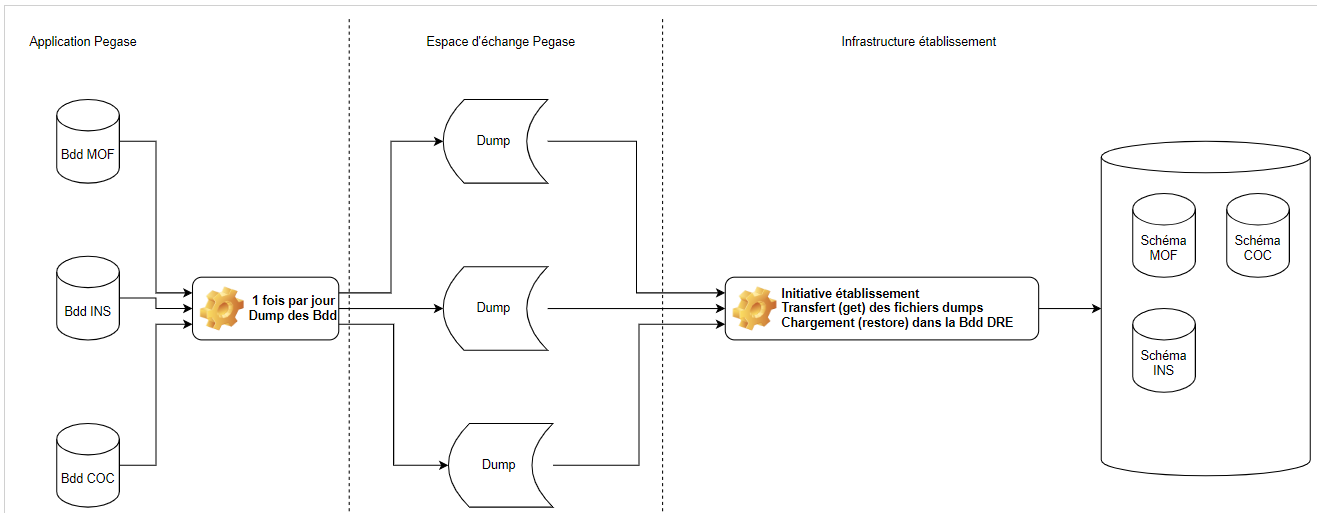 Application Pegase
Espace d'échange Pegase
Infrastructure établissement
Bdd MOF
Bdd INS
Bdd COC
1 fois par jour
Dump des Bdd
Dump
Dump
Dump
Initiative établissement
Transfert (get) des fichiers dumps
Chargement (restore) dans la Bdd DRE
Schéma
MOF
Schéma
COC
Schéma
INS